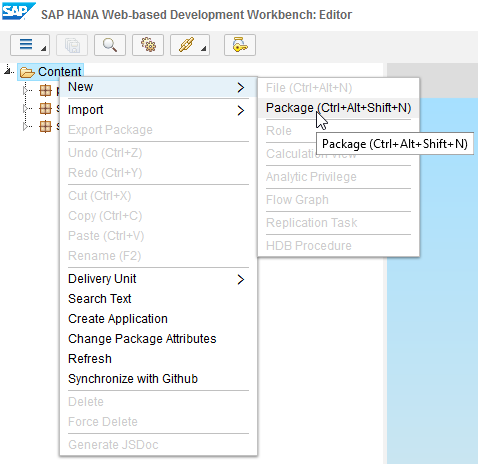 SAP SAP HANA Web-based Development Workbench: Editor
Content
New
File (Ctrl+Alt+N)
Package (Ctrl+Alt+Shift+N)
Import
Role
Export Package
Package (Ctrl+Alt+Shift+N)
Calculation View
Undo (Ctrl+Z)
Redo (Ctrl+Y)
Analytic Privilege
Cut (Ctrl+X)
Flow Graph
Copy (Ctrl+C)
Replication Task
Paste (Ctrl+V)
HDB Procedure
Rename (F2)
Delivery Unit
Search Text
Create Application
Change Package Attributes
Refresh
Synchronize with Github
Delete
Force Delete
Generate JSDoc